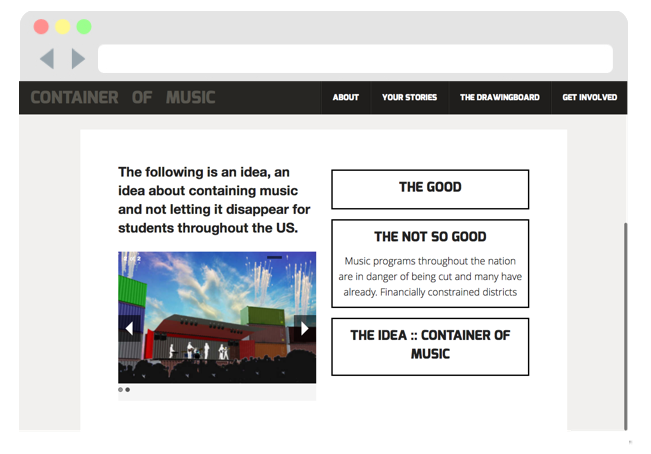 CONTAINER OF MUSIC
ABOUT
YOUR STORIES
THE DRAWINGBOARD
GET INVOLVED
The following is an idea, an
idea about containing music
and not letting it disappear for
students throughout the US.
THE GOOD
THE NOT SO GOOD
Music programs throughout the nation
are in danger of being cut and many have
already. Financially constrained districts
THE IDEA :: CONTAINER OF
MUSIC